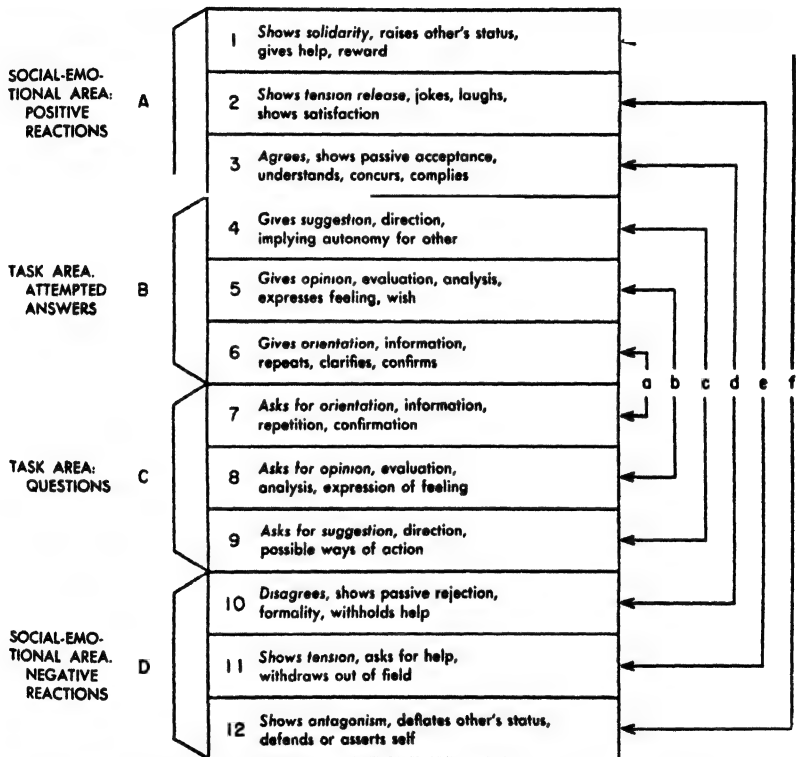 SOCIAL-EMO-
TIONAL AREA:
POSITIVE
REACTIONS
A
1 Shows solidarity, raises other's status,
gives help, reward
2 Shows tension release, jokes, laughs,
shows satisfaction
3 Agrees, shows passive acceptance,
understands, concurs, complies
TASK AREA.
ATTEMPTED
ANSWERS
B
4 Gives suggestion, direction,
implying autonomy for other
5 Gives opinion, evaluation, analysis,
expresses feeling, wish
6 Gives orientation, information,
repeats, clarifies, confirms
a b c d e f
TASK AREA:
QUESTIONS
C
7 Asks for orientation, information,
repetition, confirmation
8 Asks for opinion, evaluation,
analysis, expression of feeling
9 Asks for suggestion, direction,
possible ways of action
SOCIAL-EMO-
TIONAL AREA.
NEGATIVE
REACTIONS
D
10 Disagrees, shows passive rejection,
formality, withholds help
11 Shows tension, asks for help,
withdraws out of field
12 Shows antagonism, deflates other's status,
defends or asserts self